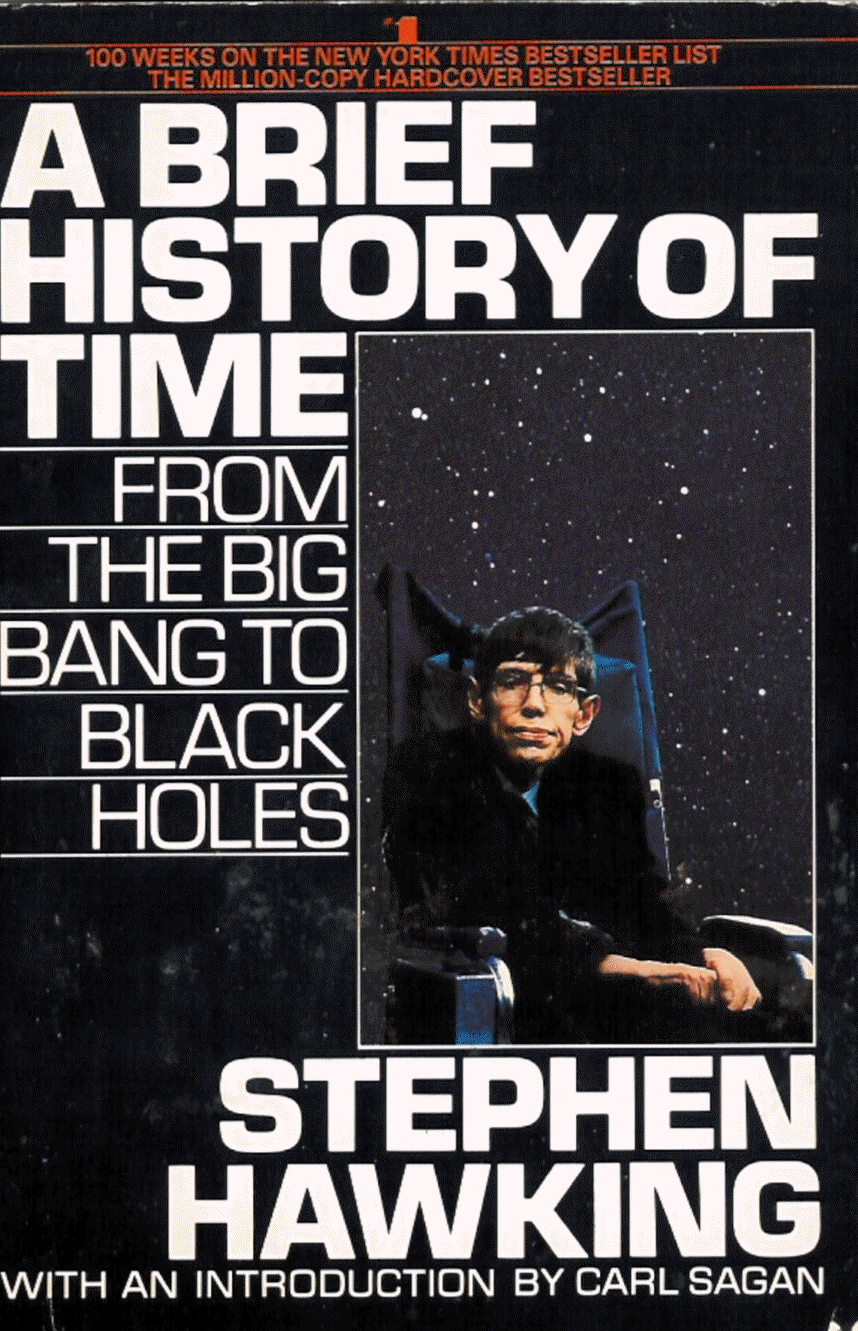 #1
100 WEEKS ON THE NEW YORK TIMES BESTSELLER LIST
THE MILLION-COPY HARDCOVER BESTSELLER
A BRIEF
HISTORY OF
TIME
FROM
THE BIG
BANG TO
BLACK
HOLES
STEPHEN
HAWKING
WITH AN INTRODUCTION BY CARL SAGAN